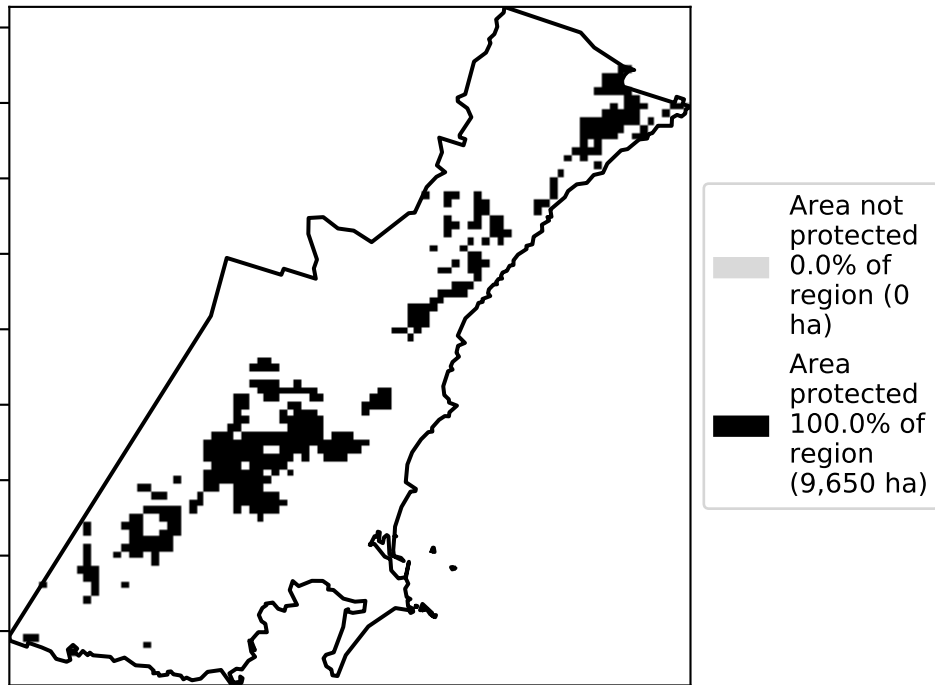 Area not
protected
0.0% of
region (0
ha)
Area
protected
100.0% of
region
(9,650 ha)